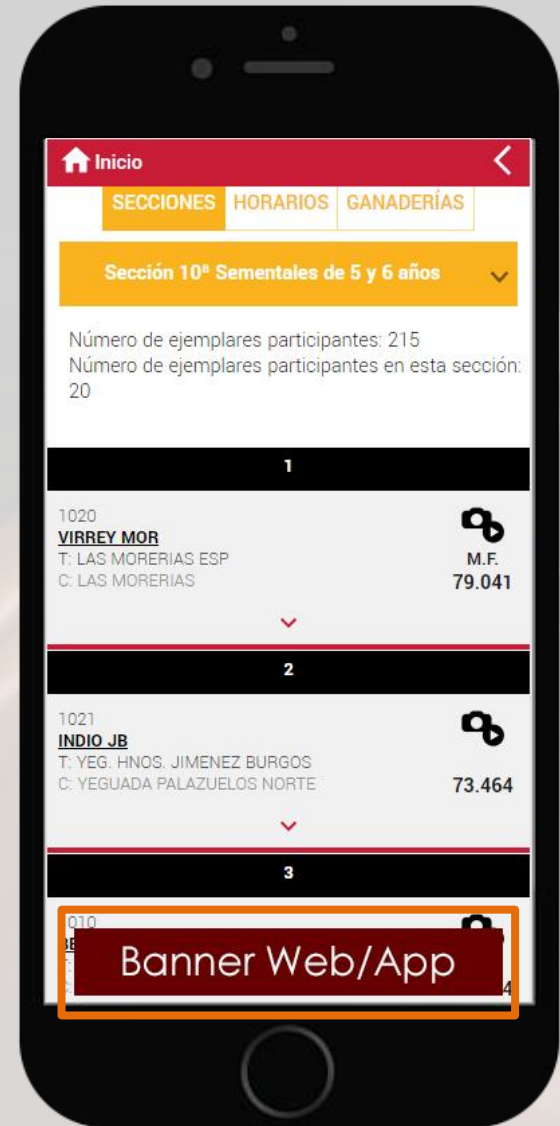 Inicio
SECCIONES HORARIOS GANADERÍAS
Sección 10ª Sementales de 5 y 6 años
Número de ejemplares participantes: 215
Número de ejemplares participantes en esta sección:
20
1
1020
VIRREY MOR
T: LAS MORERIAS ESP
C: LAS MORERIAS
M.F.
79.041
2
1021
INDIO JB
T: YEG. HNOS. JIMENEZ BURGOS
C: YEGUADA PALAZUELOS NORTE
73.464
3
Banner Web/App